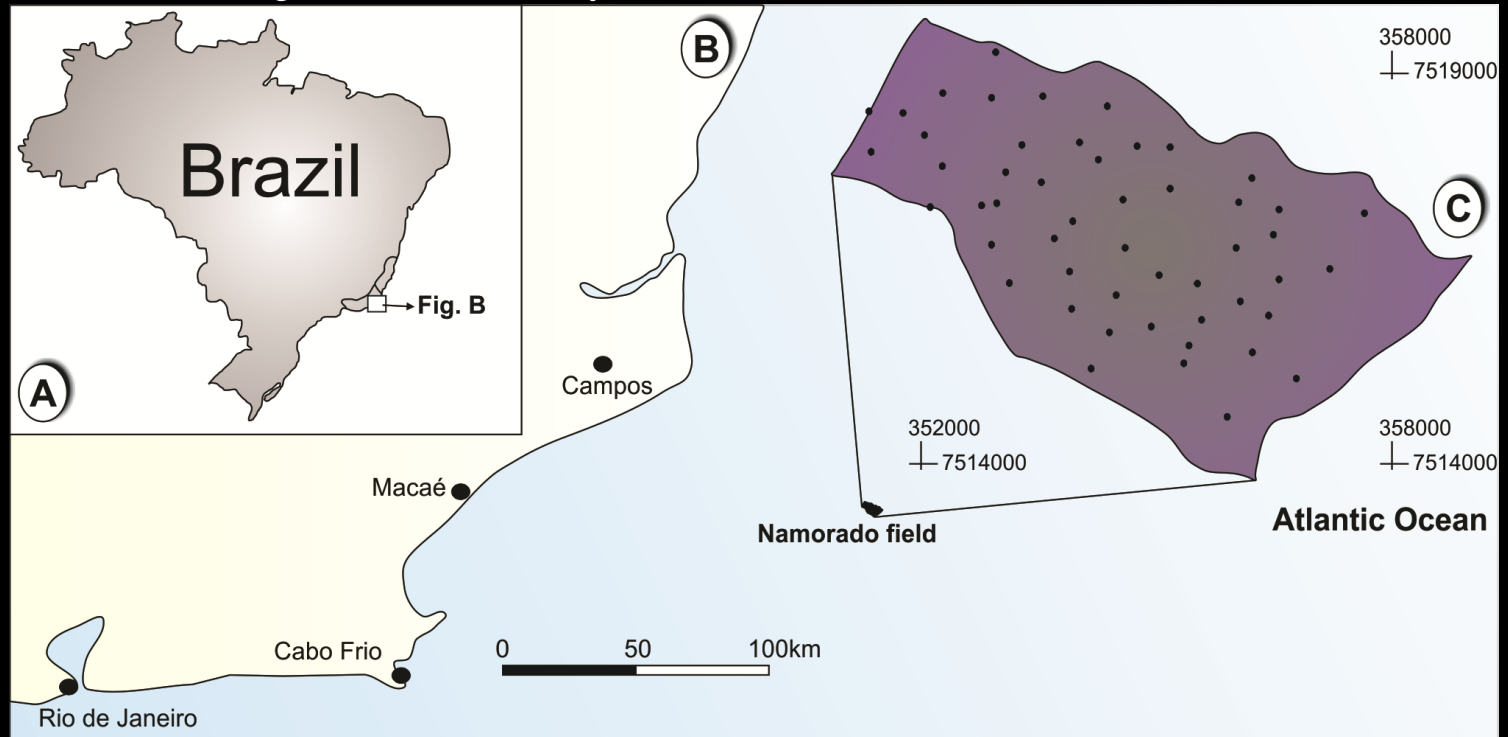 Brazil
Fig. B
A
B
C
358000
7519000
Campos
352000
7514000
358000
7514000
Macaé
Namorado field
Atlantic Ocean
Cabo Frio
0 50 100km
Rio de Janeiro